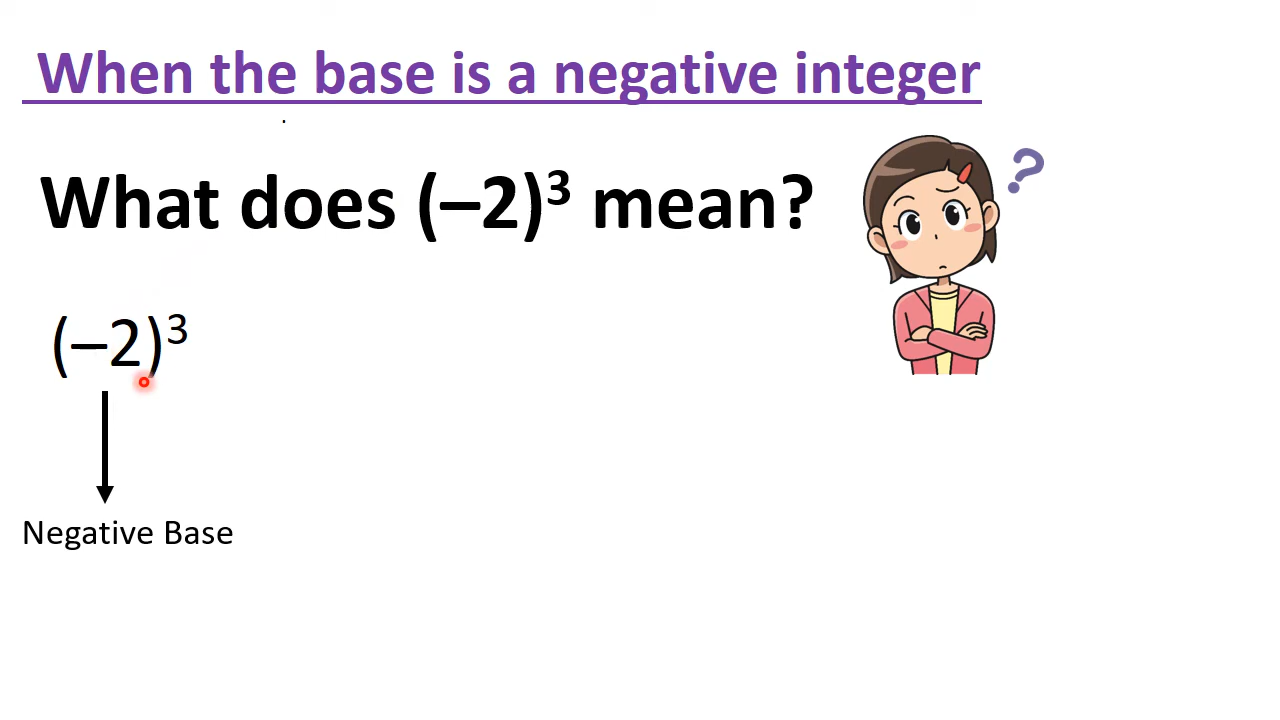 When the base is a negative integer
What does (–2)³ mean?
?
(–2)³
Negative Base